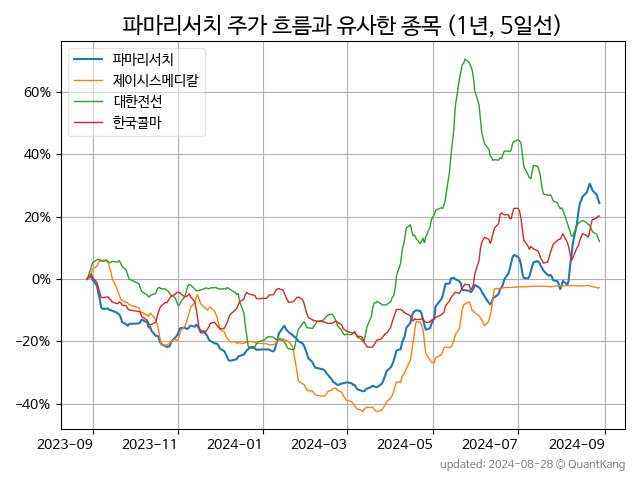 파마리서치 주가 흐름과 유사한 종목 (1년, 5일선)
파마리서치
제이시스메디칼
대한전선
한국콜마
60%
40%
20%
0%
−20%
−40%
2023-09 2023-11 2024-01 2024-03 2024-05 2024-07 2024-09
updated: 2024-08-28 © QuantKang